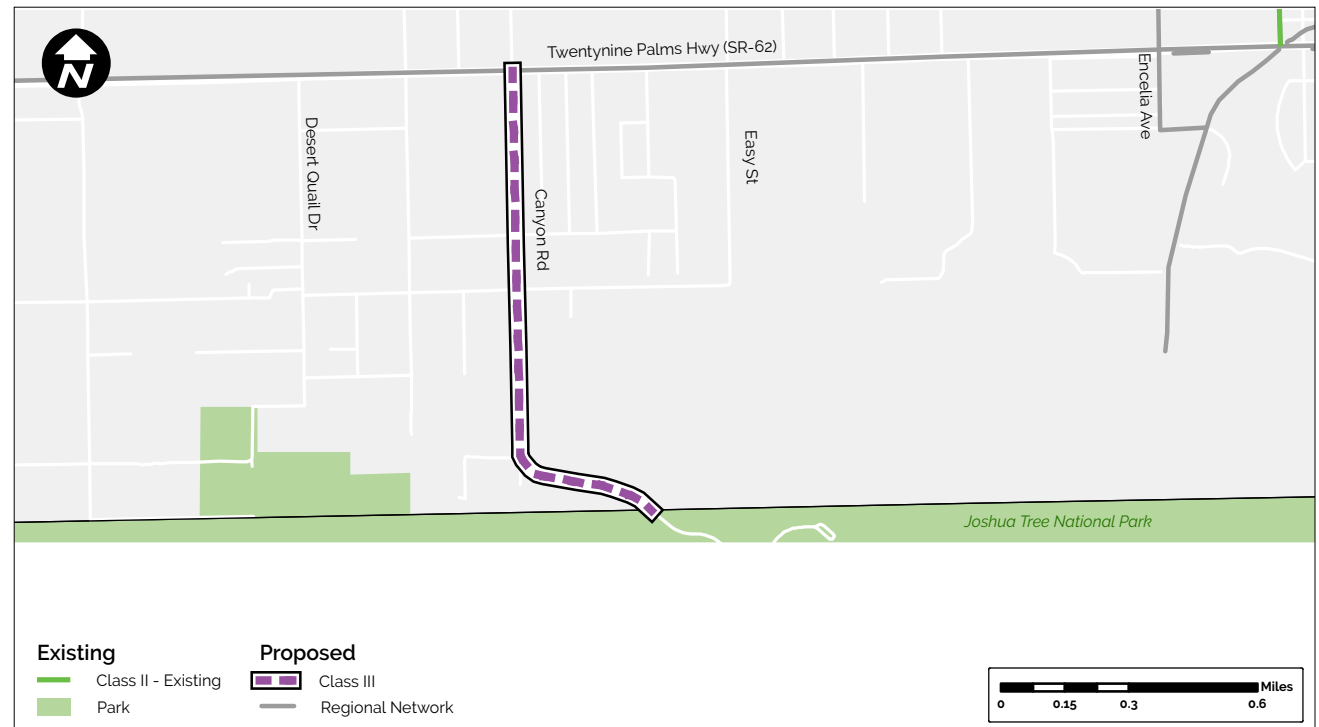 N
Twentynine Palms Hwy (SR-62)
Encelia Ave
Desert Quail Dr
Easy St
Canyon Rd
Joshua Tree National Park
Existing
Class II - Existing
Park
Proposed
Class III
Regional Network
Miles
0 0.15 0.3 0.6